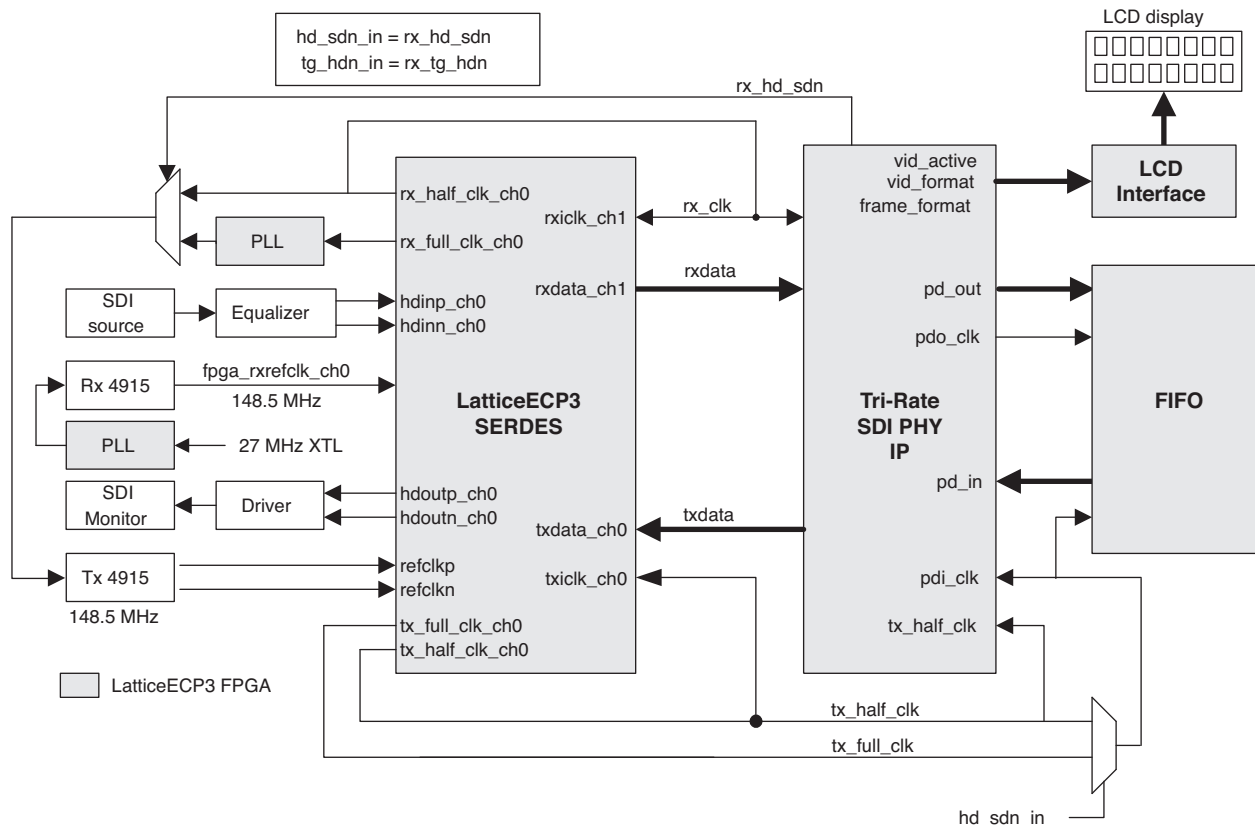 LCD display
hd_sdn_in = rx_hd_sdn
tg_hdn_in = rx_tg_hdn
rx_hd_sdn
vid_active
vid_format
frame_format
LCD
Interface
rx_half_clk_ch0
rxiclk_ch1
rx_clk
PLL
rx_full_clk_ch0
rxdata_ch1
rxdata
pd_out
SDI
source
Equalizer
hdinp_ch0
hdinn_ch0
pdo_clk
Rx 4915
fpga_rxrefclk_ch0
148.5 MHz
LatticeECP3
SERDES
Tri-Rate
SDI PHY
IP
FIFO
PLL
27 MHz XTL
SDI
Monitor
Driver
hdoutp_ch0
hdoutn_ch0
pd_in
txdata_ch0
txdata
Tx 4915
148.5 MHz
refclkp
refclkn
txiclk_ch0
pdi_clk
tx_full_clk_ch0
tx_half_clk_ch0
tx_half_clk
LatticeECP3 FPGA
tx_half_clk
tx_full_clk
hd_sdn_in